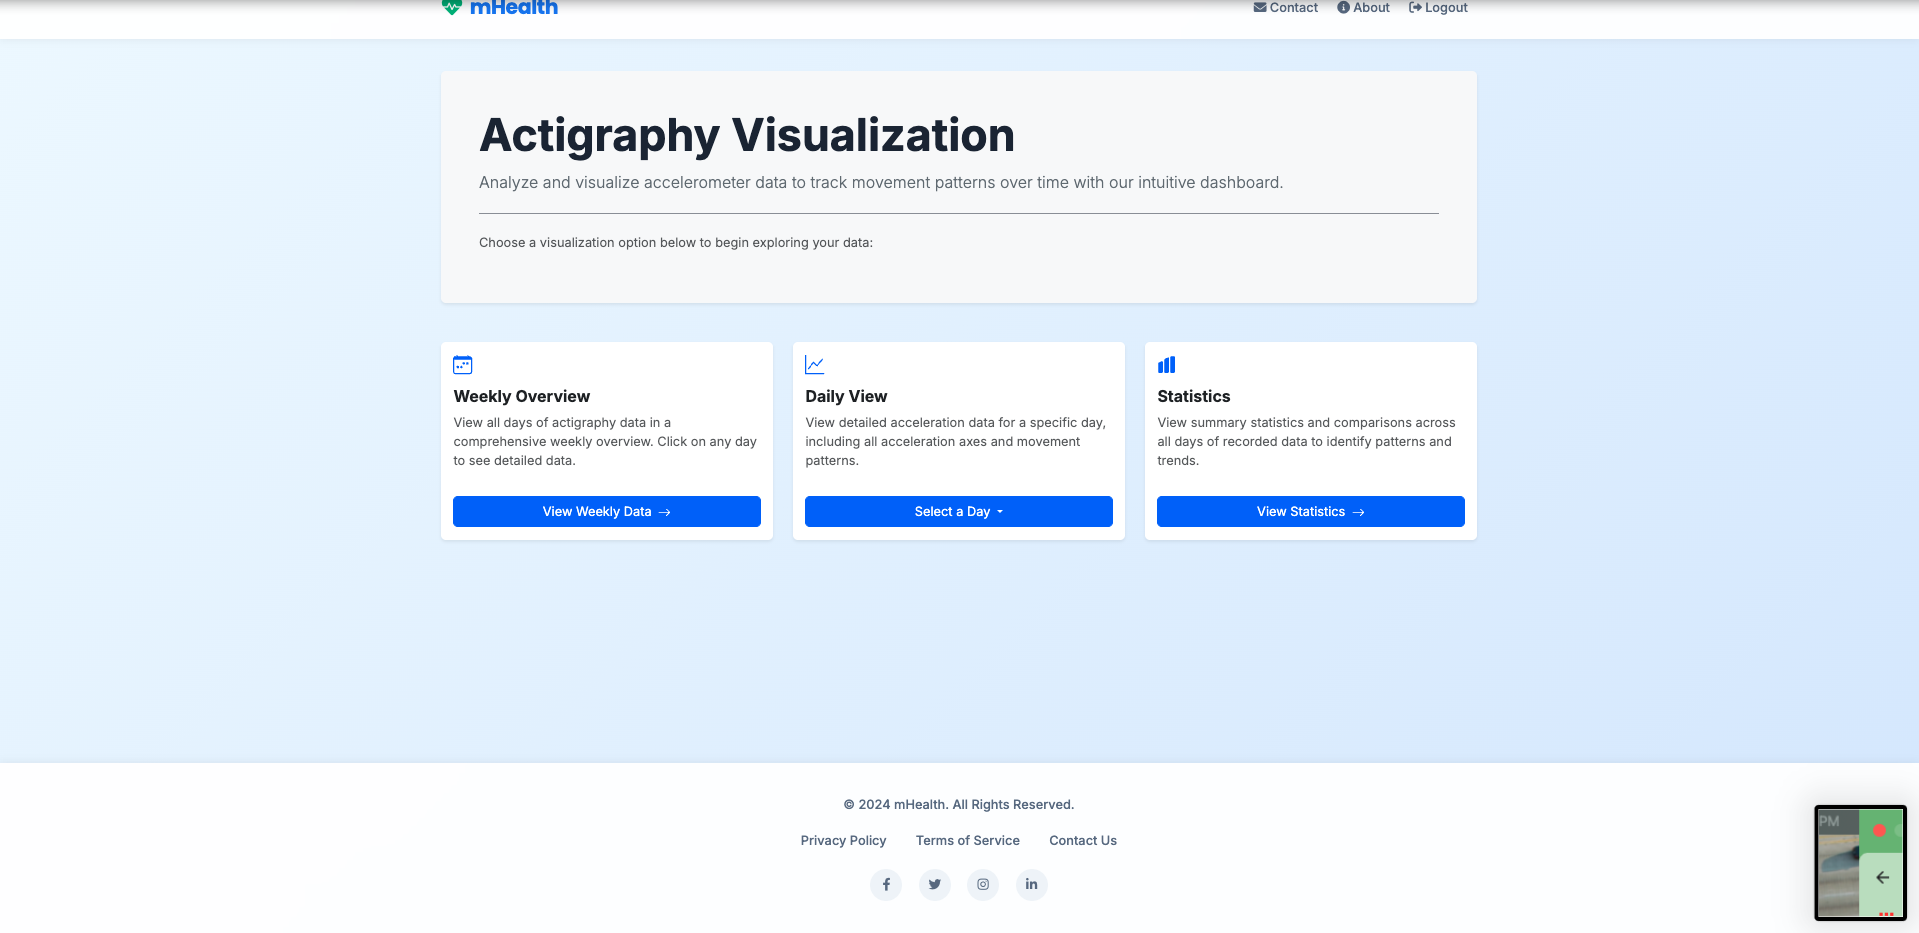 mHealth
Contact
About
Logout
Actigraphy Visualization
Analyze and visualize accelerometer data to track movement patterns over time with our intuitive dashboard.
Choose a visualization option below to begin exploring your data:
Weekly Overview
View all days of actigraphy data in a
comprehensive weekly overview. Click on any day
to see detailed data.
View Weekly Data →
Daily View
View detailed acceleration data for a specific day,
including all acceleration axes and movement
patterns.
Select a Day
Statistics
View summary statistics and comparisons across
all days of recorded data to identify patterns and
trends.
View Statistics →
© 2024 mHealth. All Rights Reserved.
Privacy Policy
Terms of Service
Contact Us
PM